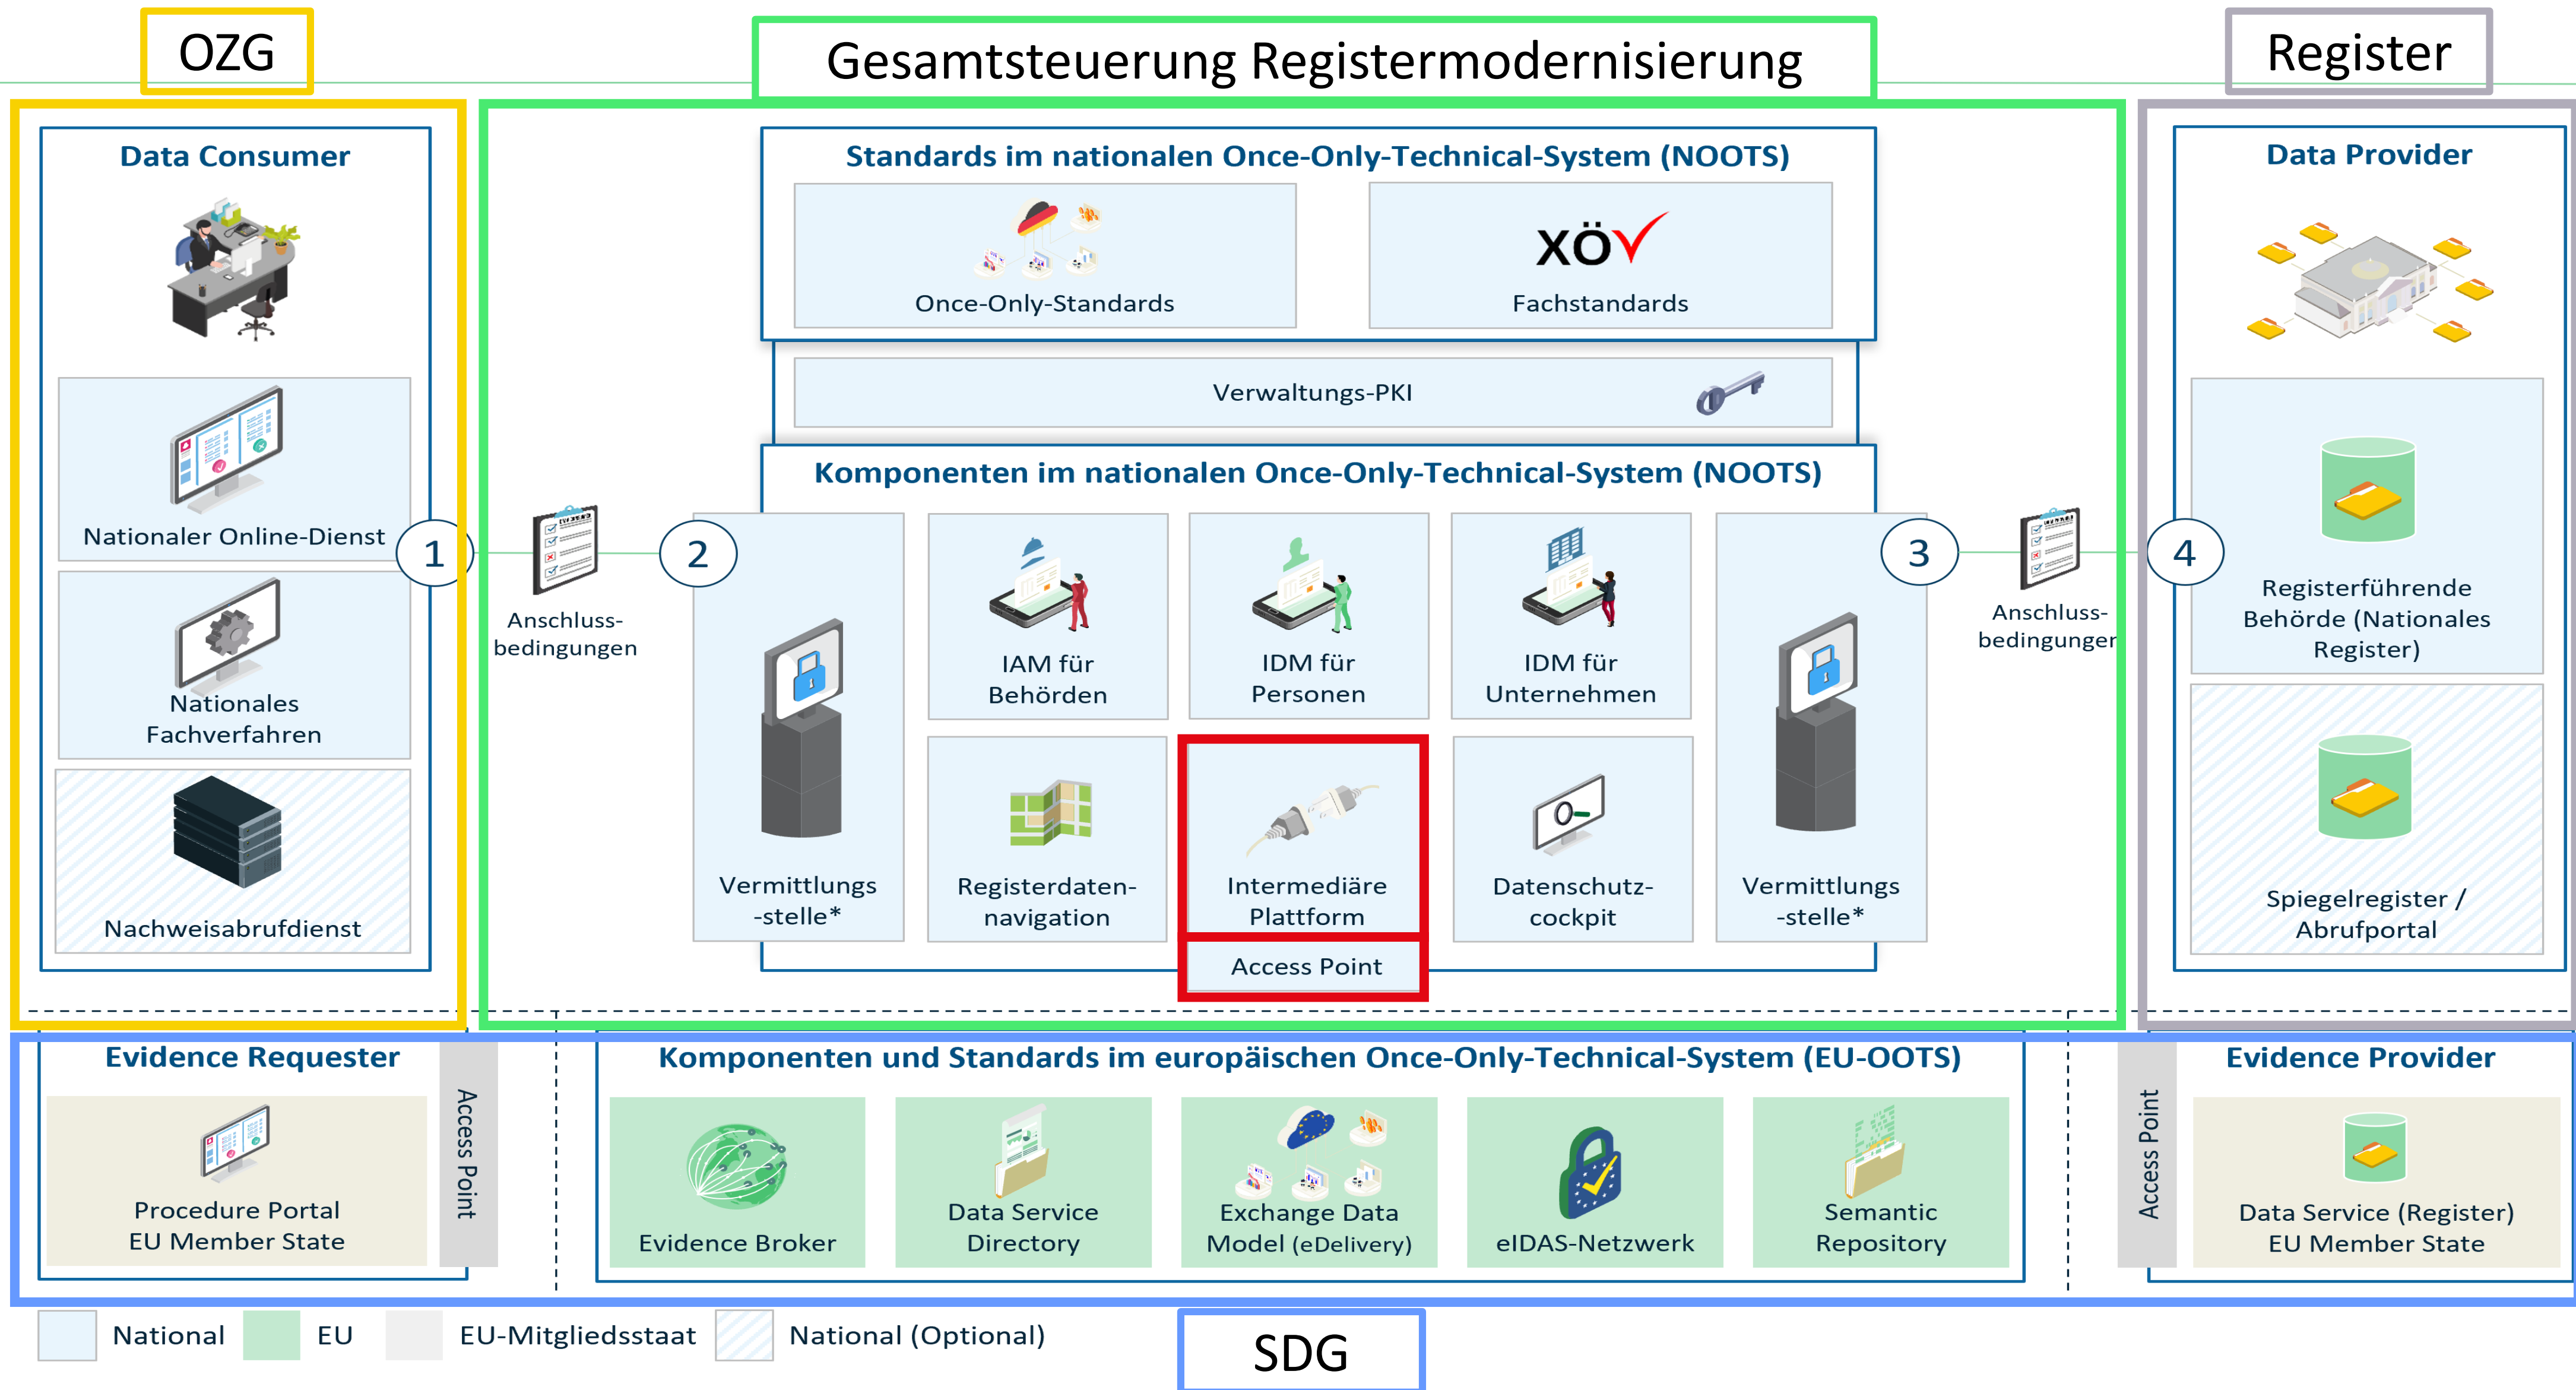 OZG
Gesamtsteuerung Registermodernisierung
Register
Data Consumer
Nationaler Online-Dienst
Nationales
Fachverfahren
Nachweisabrufdienst
1
Anschluss-
bedingungen
2
Standards im nationalen Once-Only-Technical-System (NOOTS)
Once-Only-Standards
XÖV
Fachstandards
Verwaltungs-PKI
Komponenten im nationalen Once-Only-Technical-System (NOOTS)
Vermittlungs
-stelle*
IAM für
Behörden
IDM für
Personen
IDM für
Unternehmen
Registerdaten-
navigation
Intermediäre
Plattform
Access Point
Datenschutz-
cockpit
Vermittlungs
-stelle*
3
Anschluss-
bedingungen
4
Data Provider
Registerführende
Behörde (Nationales
Register)
Spiegelregister /
Abrufportal
Evidence Requester
Procedure Portal
EU Member State
Access Point
Komponenten und Standards im europäischen Once-Only-Technical-System (EU-OOTS)
Evidence Broker
Data Service
Directory
Exchange Data
Model (eDelivery)
eIDAS-Netzwerk
Semantic
Repository
Access Point
Evidence Provider
Data Service (Register)
EU Member State
National
EU
EU-Mitgliedsstaat
National (Optional)
SDG